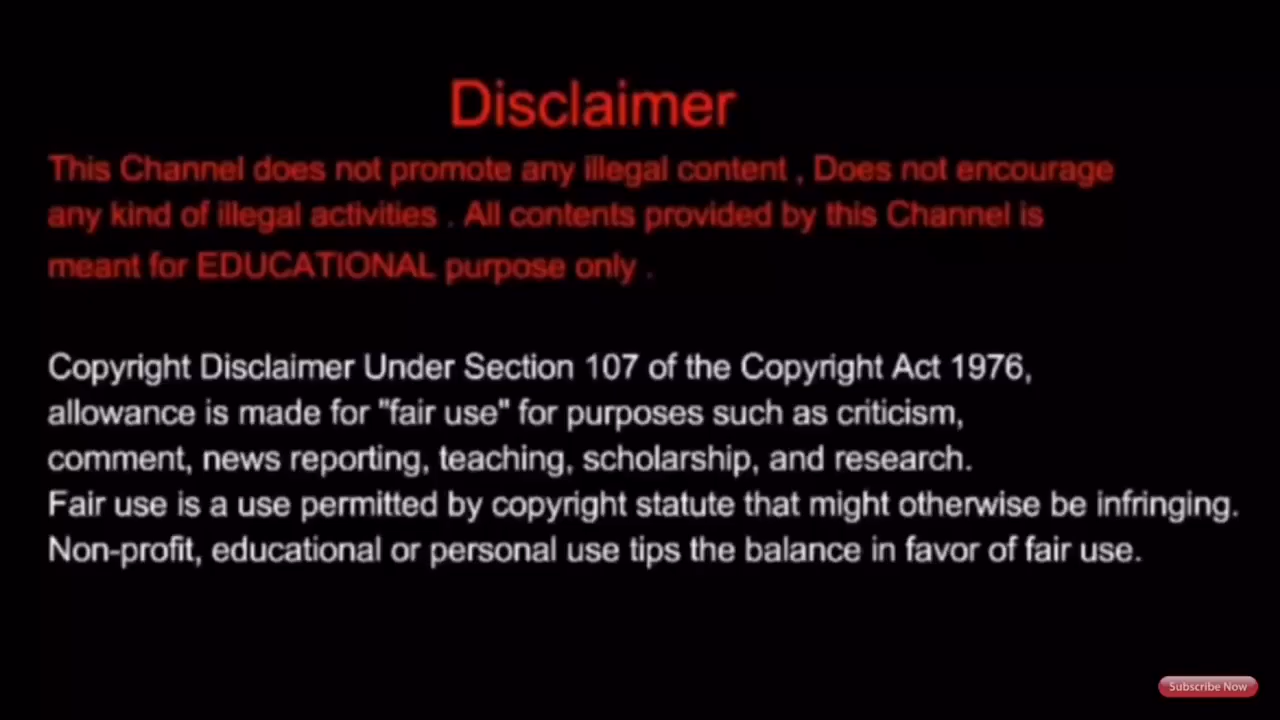 Disclaimer
This Channel does not promote any illegal content , Does not encourage
any kind of illegal activities . All contents provided by this Channel is
meant for EDUCATIONAL purpose only .
Copyright Disclaimer Under Section 107 of the Copyright Act 1976,
allowance is made for "fair use" for purposes such as criticism,
comment, news reporting, teaching, scholarship, and research.
Fair use is a use permitted by copyright statute that might otherwise be infringing.
Non-profit, educational or personal use tips the balance in favor of fair use.
Subscribe Now